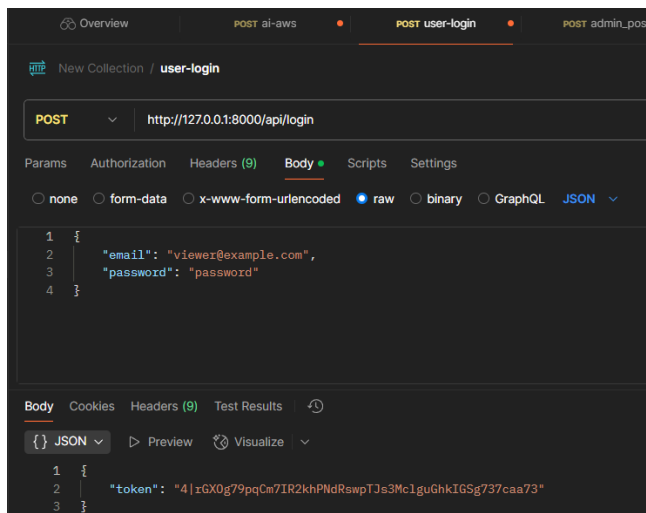 Overview POST ai-aws POST user-login POST admin_pos
HTTP New Collection / user-login
POST http://127.0.0.1:8000/api/login
Params Authorization Headers (9) Body Scripts Settings
none form-data x-www-form-urlencoded raw binary GraphQL JSON
1 {
2 "email": "viewer@example.com",
3 "password": "password"
4 }
Body Cookies Headers (9) Test Results
{} JSON Preview Visualize
1 {
2 "token": "4|rGXOg79pqCm7IR2khPNdRswpTJs3MclguGhkIGSg737caa73"
3 }